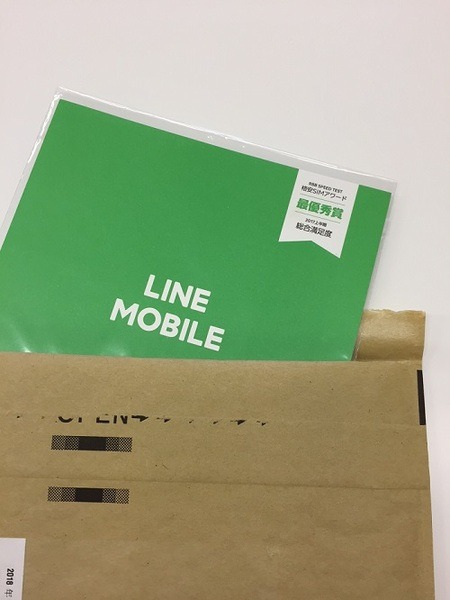 RBB SPEED TEST
格安SIMアワード
最優秀賞
2017上半期
総合満足度
LINE
MOBILE
OPEN
2018 年